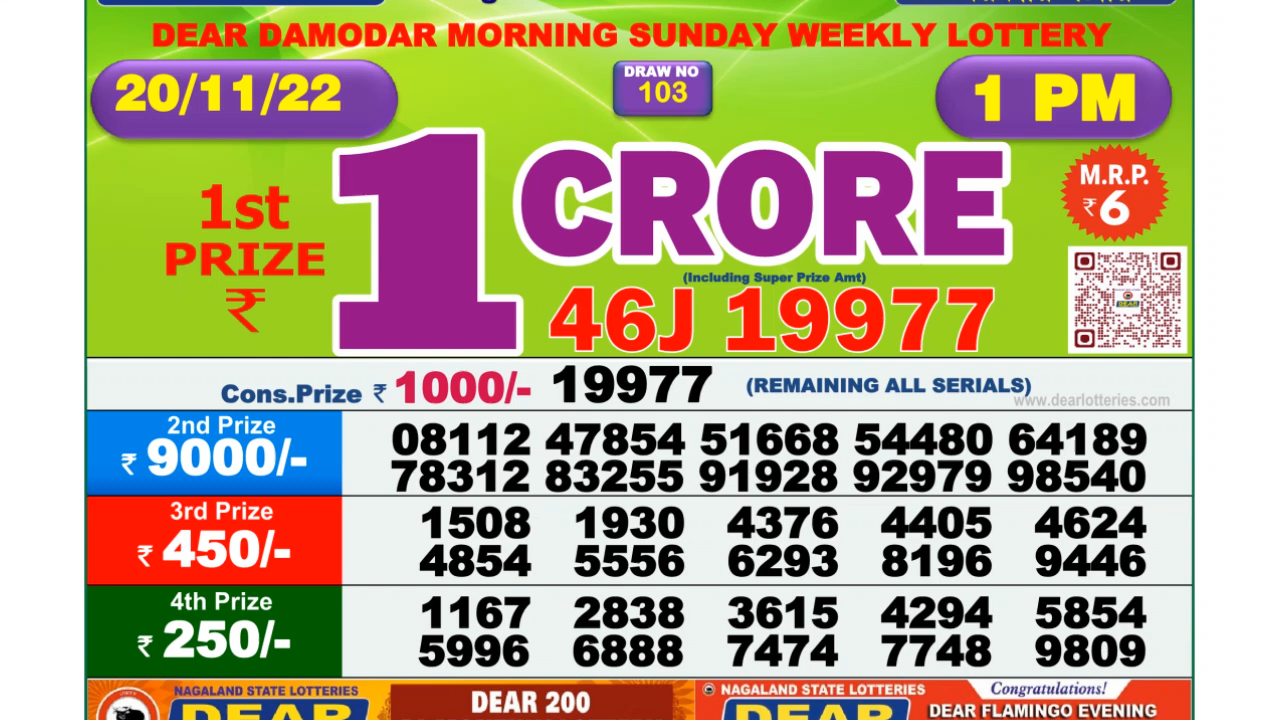 DEAR DAMODAR MORNING SUNDAY WEEKLY LOTTERY
20/11/22
DRAW NO
103
1 PM
1st
PRIZE
₹
1 CRORE
(Including Super Prize Amt)
46J 19977
M.R.P.
₹6
DEAR
Cons.Prize ₹ 1000/- 19977 (REMAINING ALL SERIALS)
www.dearlotteries.com
2nd Prize
₹ 9000/-
08112 47854 51668 54480 64189
78312 83255 91928 92979 98540
3rd Prize
₹ 450/-
1508 1930 4376 4405 4624
4854 5556 6293 8196 9446
4th Prize
₹ 250/-
1167 2838 3615 4294 5854
5996 6888 7474 7748 9809
NAGALAND STATE LOTTERIES
DEAR
DEAR 200
NAGALAND STATE LOTTERIES
DEAR
Congratulations!
DEAR FLAMINGO EVENING